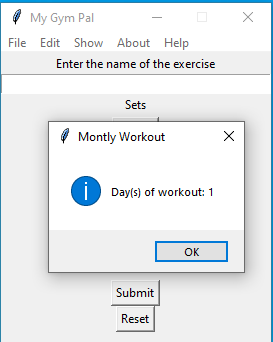 My Gym Pal
File Edit Show About Help
Enter the name of the exercise
Sets
Montly Workout
Day(s) of workout: 1
OK
Submit
Reset